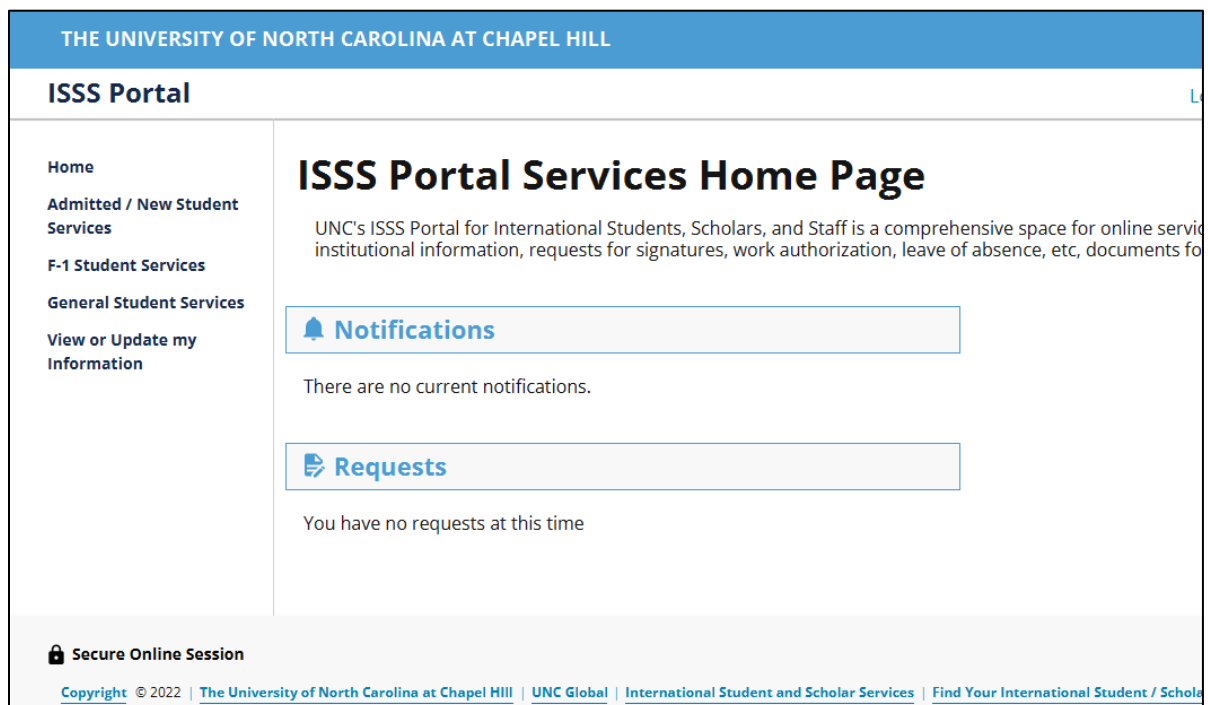 THE UNIVERSITY OF NORTH CAROLINA AT CHAPEL HILL
ISSS Portal
Home
Admitted / New Student
Services
F-1 Student Services
General Student Services
View or Update my
Information
ISSS Portal Services Home Page
UNC's ISSS Portal for International Students, Scholars, and Staff is a comprehensive space for online
institutional information, requests for signatures, work authorization, leave of absence, etc, documents
Notifications
There are no current notifications.
Requests
You have no requests at this time
Secure Online Session
Copyright © 2022 | The University of North Carolina at Chapel HIll | UNC Global | International Student and Scholar Services | Find Your International Student /